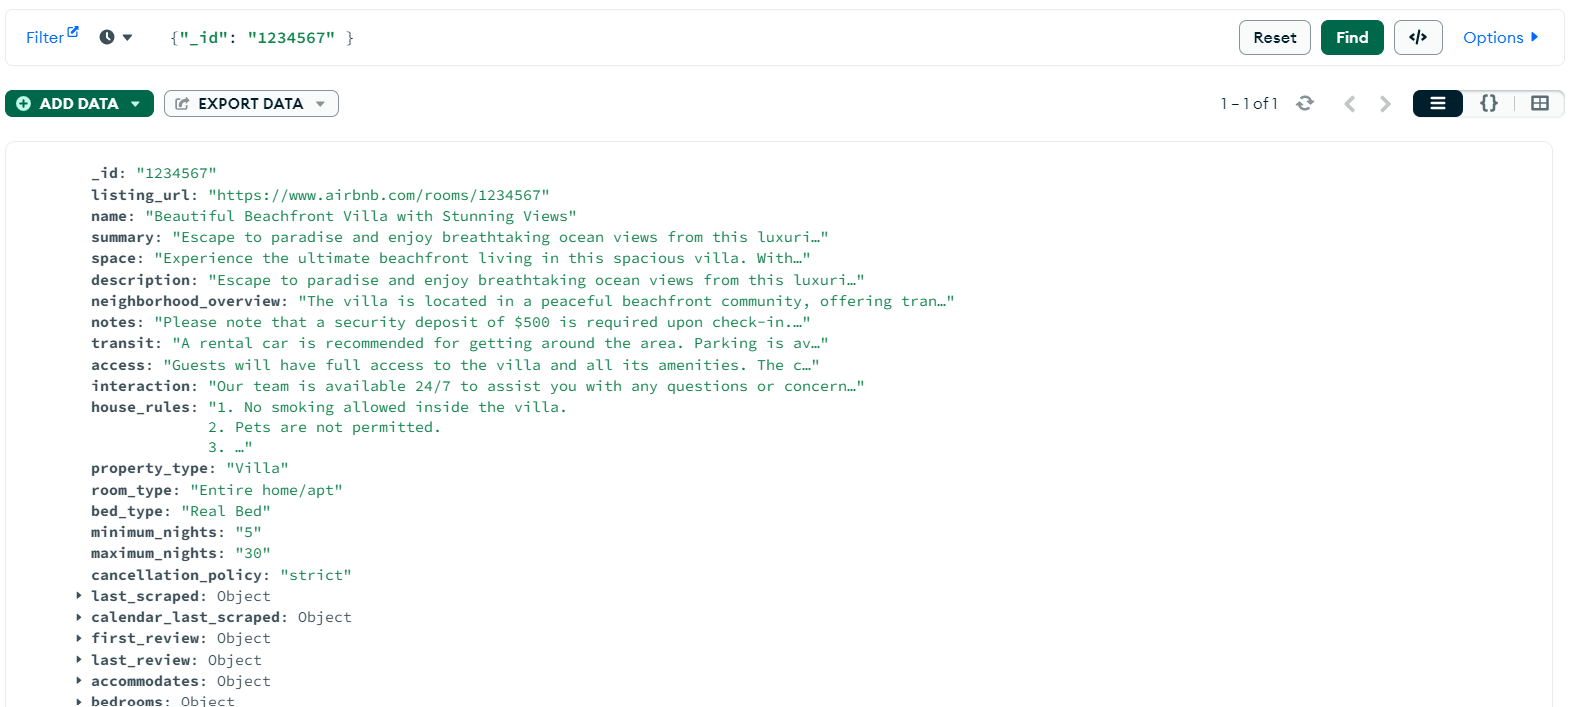 Filter {"_id": "1234567" } Reset Find </> Options
ADD DATA EXPORT DATA 1 – 1 of 1 {}
_id: "1234567"
listing_url: "https://www.airbnb.com/rooms/1234567"
name: "Beautiful Beachfront Villa with Stunning Views"
summary: "Escape to paradise and enjoy breathtaking ocean views from this luxuri…"
space: "Experience the ultimate beachfront living in this spacious villa. With…"
description: "Escape to paradise and enjoy breathtaking ocean views from this luxuri…"
neighborhood_overview: "The villa is located in a peaceful beachfront community, offering tran…"
notes: "Please note that a security deposit of $500 is required upon check-in.…"
transit: "A rental car is recommended for getting around the area. Parking is av…"
access: "Guests will have full access to the villa and all its amenities. The c…"
interaction: "Our team is available 24/7 to assist you with any questions or concern…"
house_rules: "1. No smoking allowed inside the villa.
2. Pets are not permitted.
3. …"
property_type: "Villa"
room_type: "Entire home/apt"
bed_type: "Real Bed"
minimum_nights: "5"
maximum_nights: "30"
cancellation_policy: "strict"
last_scraped: Object
calendar_last_scraped: Object
first_review: Object
last_review: Object
accommodates: Object
bedrooms: Object